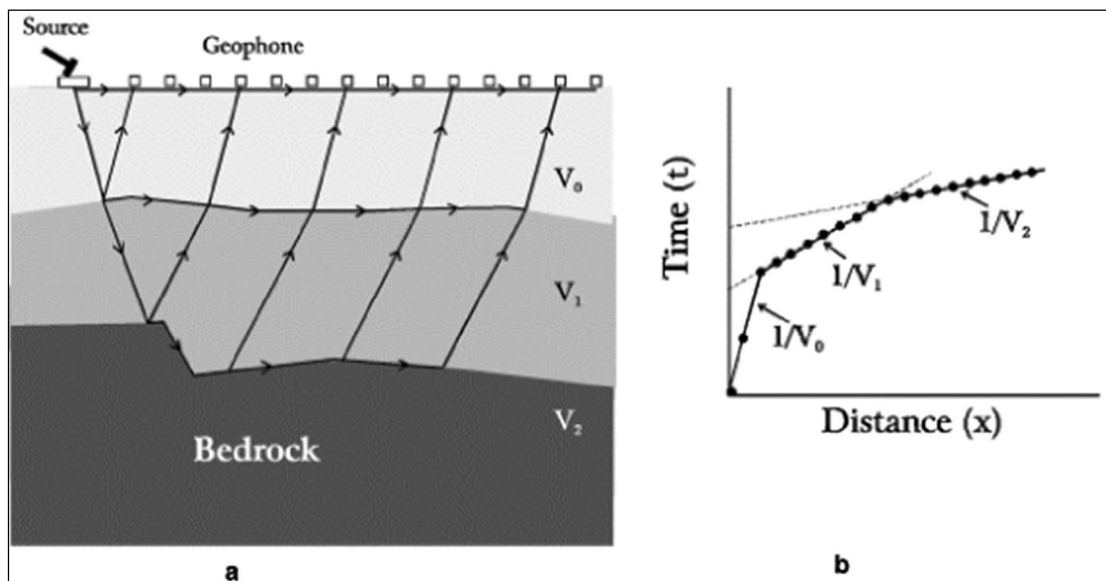 Source
Geophone
V₀
V₁
V₂
Bedrock
a
Time (t)
1/V₂
1/V₁
1/V₀
Distance (x)
b